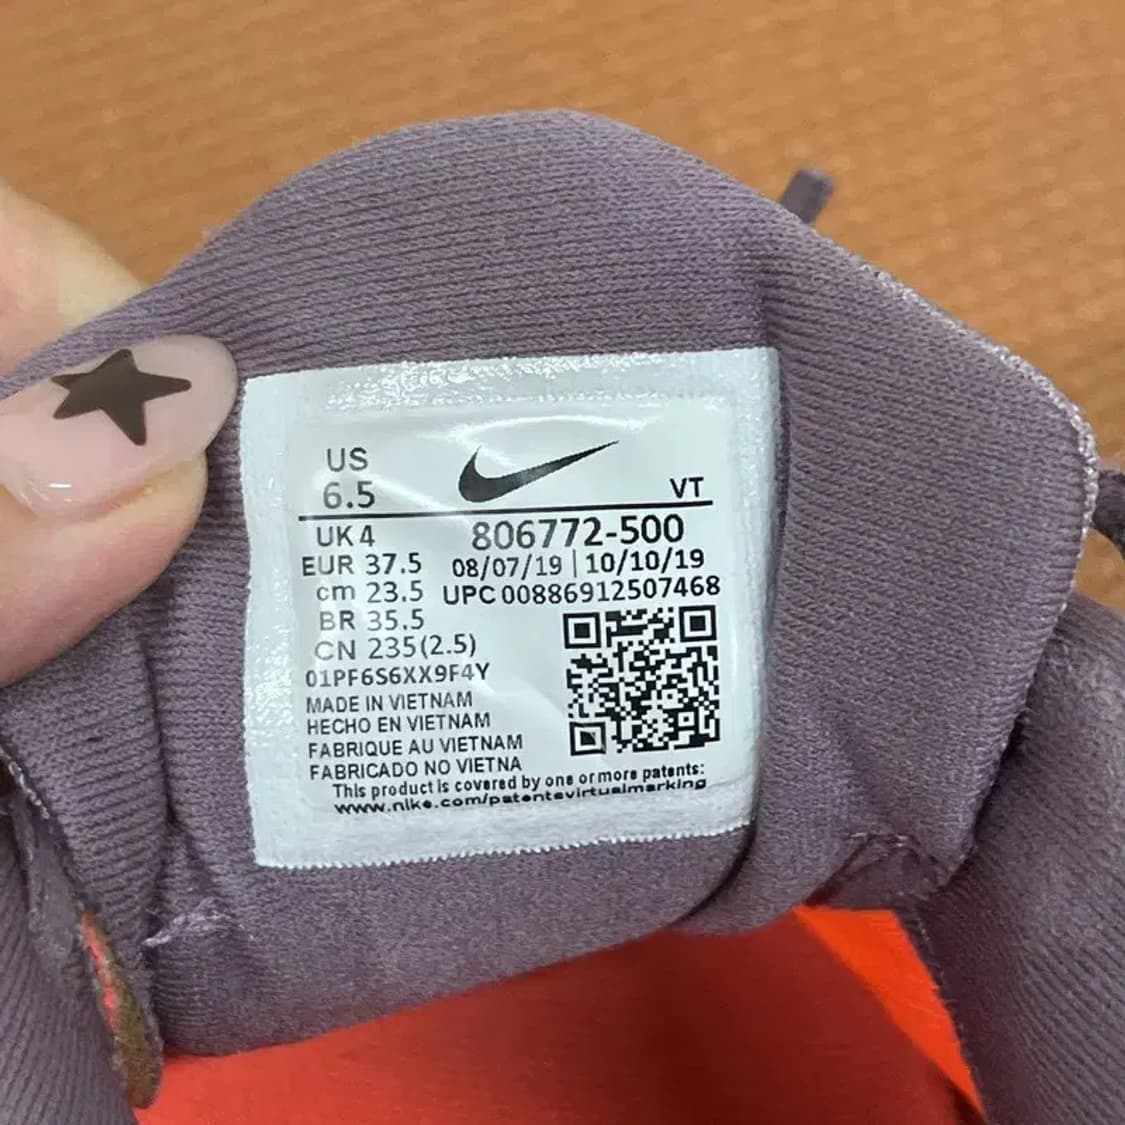 US
6.5
VT
UK 4
806772-500
EUR 37.5
08/07/19 | 10/10/19
cm 23.5
UPC 00886912507468
BR 35.5
CN 235(2.5)
01PF6S6XX9F4Y
MADE IN VIETNAM
HECHO EN VIETNAM
FABRIQUE AU VIETNAM
FABRICADO NO VIETNA
This product is covered by one or more patents:
www.nike.com/patentsvirtualmarking